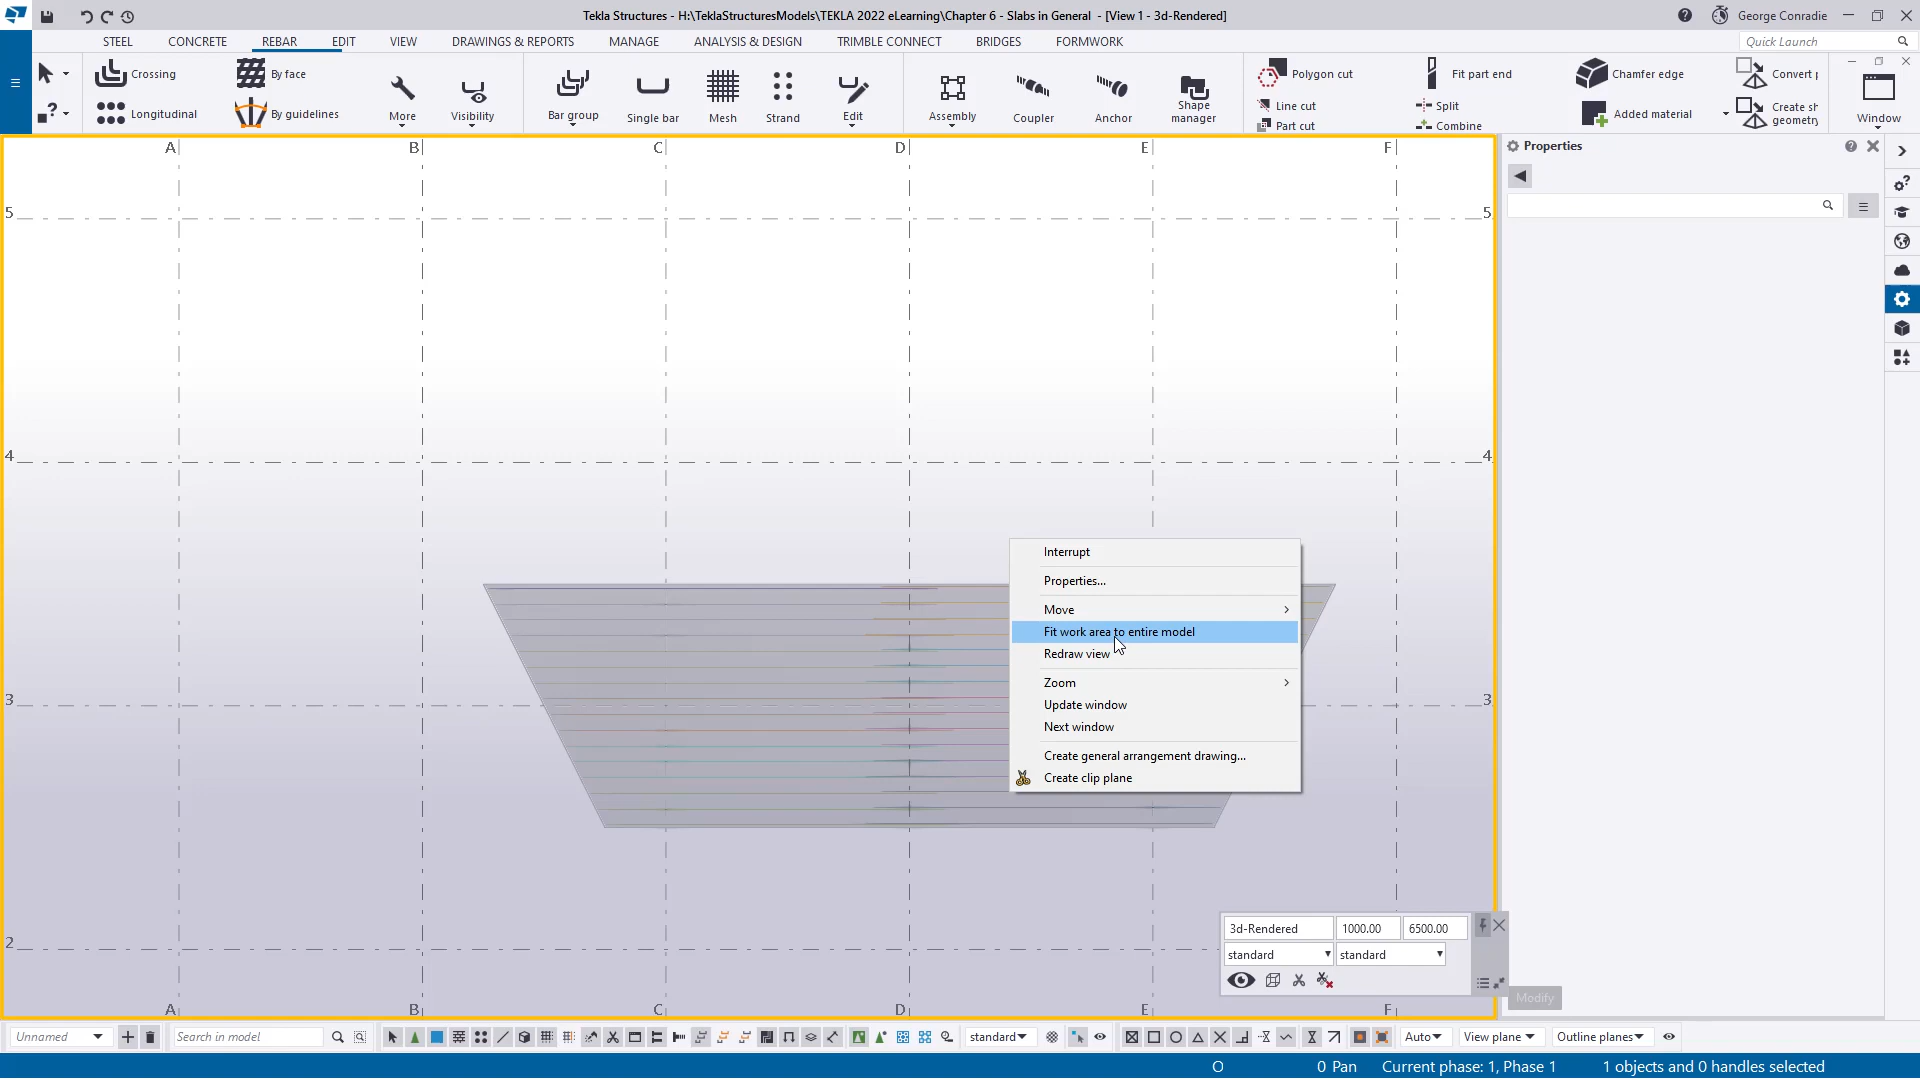 Tekla Structures - H:\TeklaStructuresModels\TEKLA 2022 eLearning\Chapter 6 - Slabs in General - [View 1 - 3d-Rendered]
George Conradie
STEEL CONCRETE REBAR EDIT VIEW DRAWINGS & REPORTS MANAGE ANALYSIS & DESIGN TRIMBLE CONNECT BRIDGES FORMWORK
Quick Launch
Crossing
Longitudinal
By face
By guidelines
More
Visibility
Bar group
Single bar
Mesh
Strand
Edit
Assembly
Coupler
Anchor
Shape
manager
Polygon cut
Line cut
Part cut
Fit part end
Split
Combine
Chamfer edge
Added material
Convert p
Create sh
geometry
Window
Properties
A B C D E F
5 5
4 4
3 3
2
A B C D E F
Interrupt
Properties...
Move
Fit work area to entire model
Redraw view
Zoom
Update window
Next window
Create general arrangement drawing...
Create clip plane
3d-Rendered 1000.00 6500.00
standard standard
Modify
Unnamed
Search in model
standard
Auto
View plane
Outline planes
O 0 Pan Current phase: 1, Phase 1 1 objects and 0 handles selected